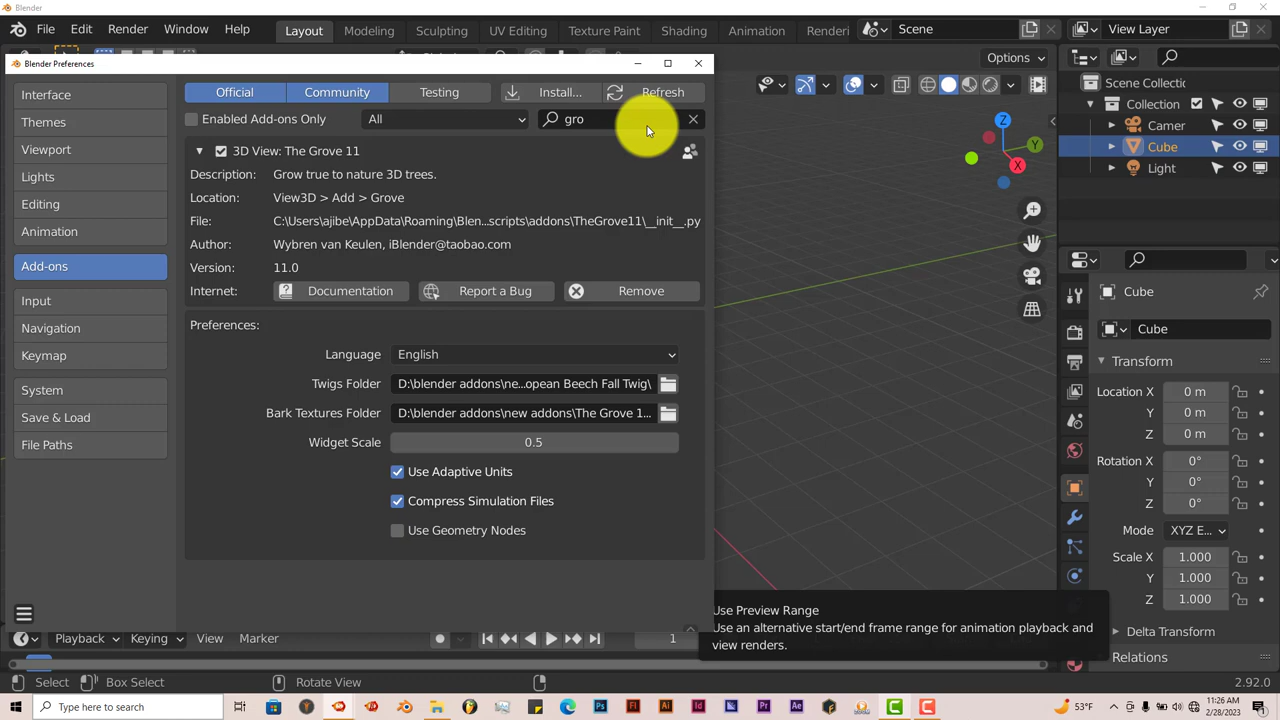 Blender
File Edit Render Window Help Layout Modeling Sculpting UV Editing Texture Paint Shading Animation Renderi Scene View Layer
Options
Blender Preferences
Interface
Themes
Viewport
Lights
Editing
Animation
Add-ons
Input
Navigation
Keymap
System
Save & Load
File Paths
Official Community Testing Install... Refresh
Enabled Add-ons Only All gro
3D View: The Grove 11
Description: Grow true to nature 3D trees.
Location: View3D > Add > Grove
File: C:\Users\ajibe\AppData\Roaming\Blen...scripts\addons\TheGrove11\__init__.py
Author: Wybren van Keulen, iBlender@taobao.com
Version: 11.0
Internet: Documentation Report a Bug Remove
Preferences:
Language English
Twigs Folder D:\blender addons\ne...opean Beech Fall Twig\
Bark Textures Folder D:\blender addons\new addons\The Grove 1...
Widget Scale 0.5
Use Adaptive Units
Compress Simulation Files
Use Geometry Nodes
Z
Y
X
Scene Collectic
Collection
Camer
Cube
Light
Cube
Cube
Transform
Location X 0 m
Y 0 m
Z 0 m
Rotation X 0°
Y 0°
Z 0°
Mode XYZ E...
Scale X 1.000
Y 1.000
Z 1.000
Delta Transform
Relations
Use Preview Range
Use an alternative start/end frame range for animation playback and
view renders.
Playback Keying View Marker 1
Select Box Select Rotate View 2.92.0
Type here to search
53°F
11:26 AM
2/28/2023